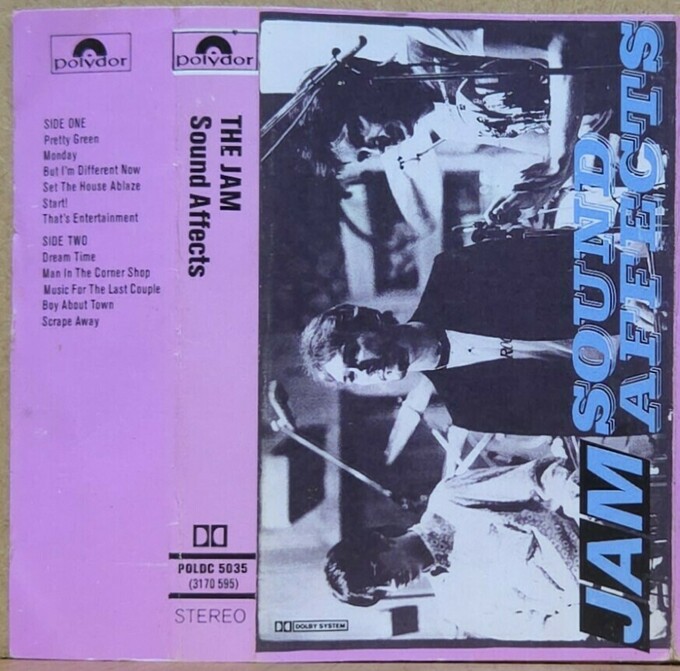 polydor
SIDE ONE
Pretty Green
Monday
But I'm Different Now
Set The House Ablaze
Start!
That's Entertainment
SIDE TWO
Dream Time
Man In The Corner Shop
Music For The Last Couple
Boy About Town
Scrape Away
polydor
THE JAM
Sound Affects
POLDC 5035
(3170 595)
STEREO
JAM
SOUND
AFFECTS
DOLBY SYSTEM